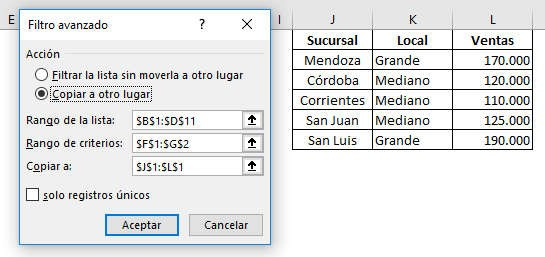 Filtro avanzado
Acción
Filtrar la lista sin moverla a otro lugar
Copiar a otro lugar
Rango de la lista: $B$1:$D$11
Rango de criterios: $F$1:$G$2
Copiar a: $J$1:$L$1
solo registros únicos
Aceptar Cancelar
E I J K L
Sucursal Local Ventas
Mendoza Grande 170.000
Córdoba Mediano 120.000
Corrientes Mediano 110.000
San Juan Mediano 125.000
San Luis Grande 190.000